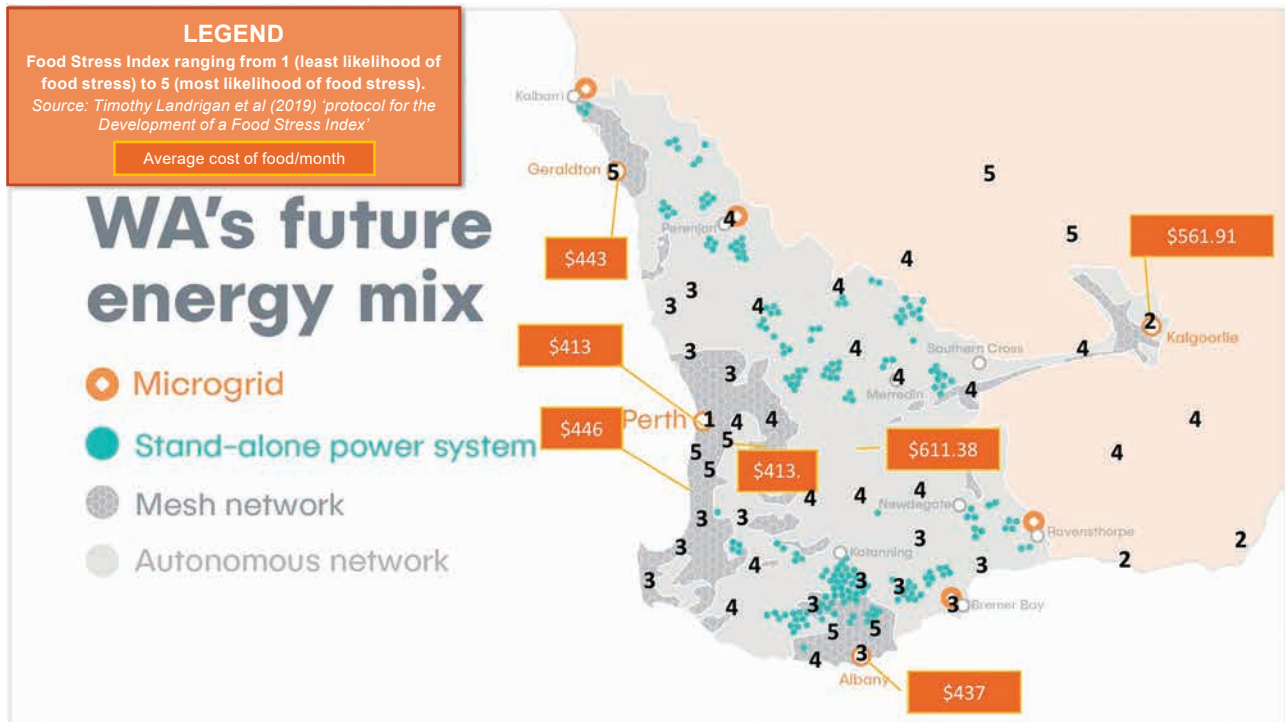 LEGEND
Food Stress Index ranging from 1 (least likelihood of
food stress) to 5 (most likelihood of food stress).
Source: Timothy Landrigan et al (2019) ‘protocol for the
Development of a Food Stress Index’
Average cost of food/month
WA's future
energy mix
Microgrid
Stand-alone power system
Mesh network
Autonomous network
Kalbarri
Geraldton 5
5
4
Perenjori
5
$561.91
$443
4
4
3
3
4
2
Kalgoorlie
$413
3
4
Southern Cross
4
3
4
Merredin
4
$446
Perth
1
4
4
4
5
$611.38
4
5
5
$413.
4
4
4
Newdegate
3
3
Ravensthorpe
3
3
Katanning
2
2
4
3
3
3
3
4
3
3
Bremer Bay
5
5
4
3
Albany
$437